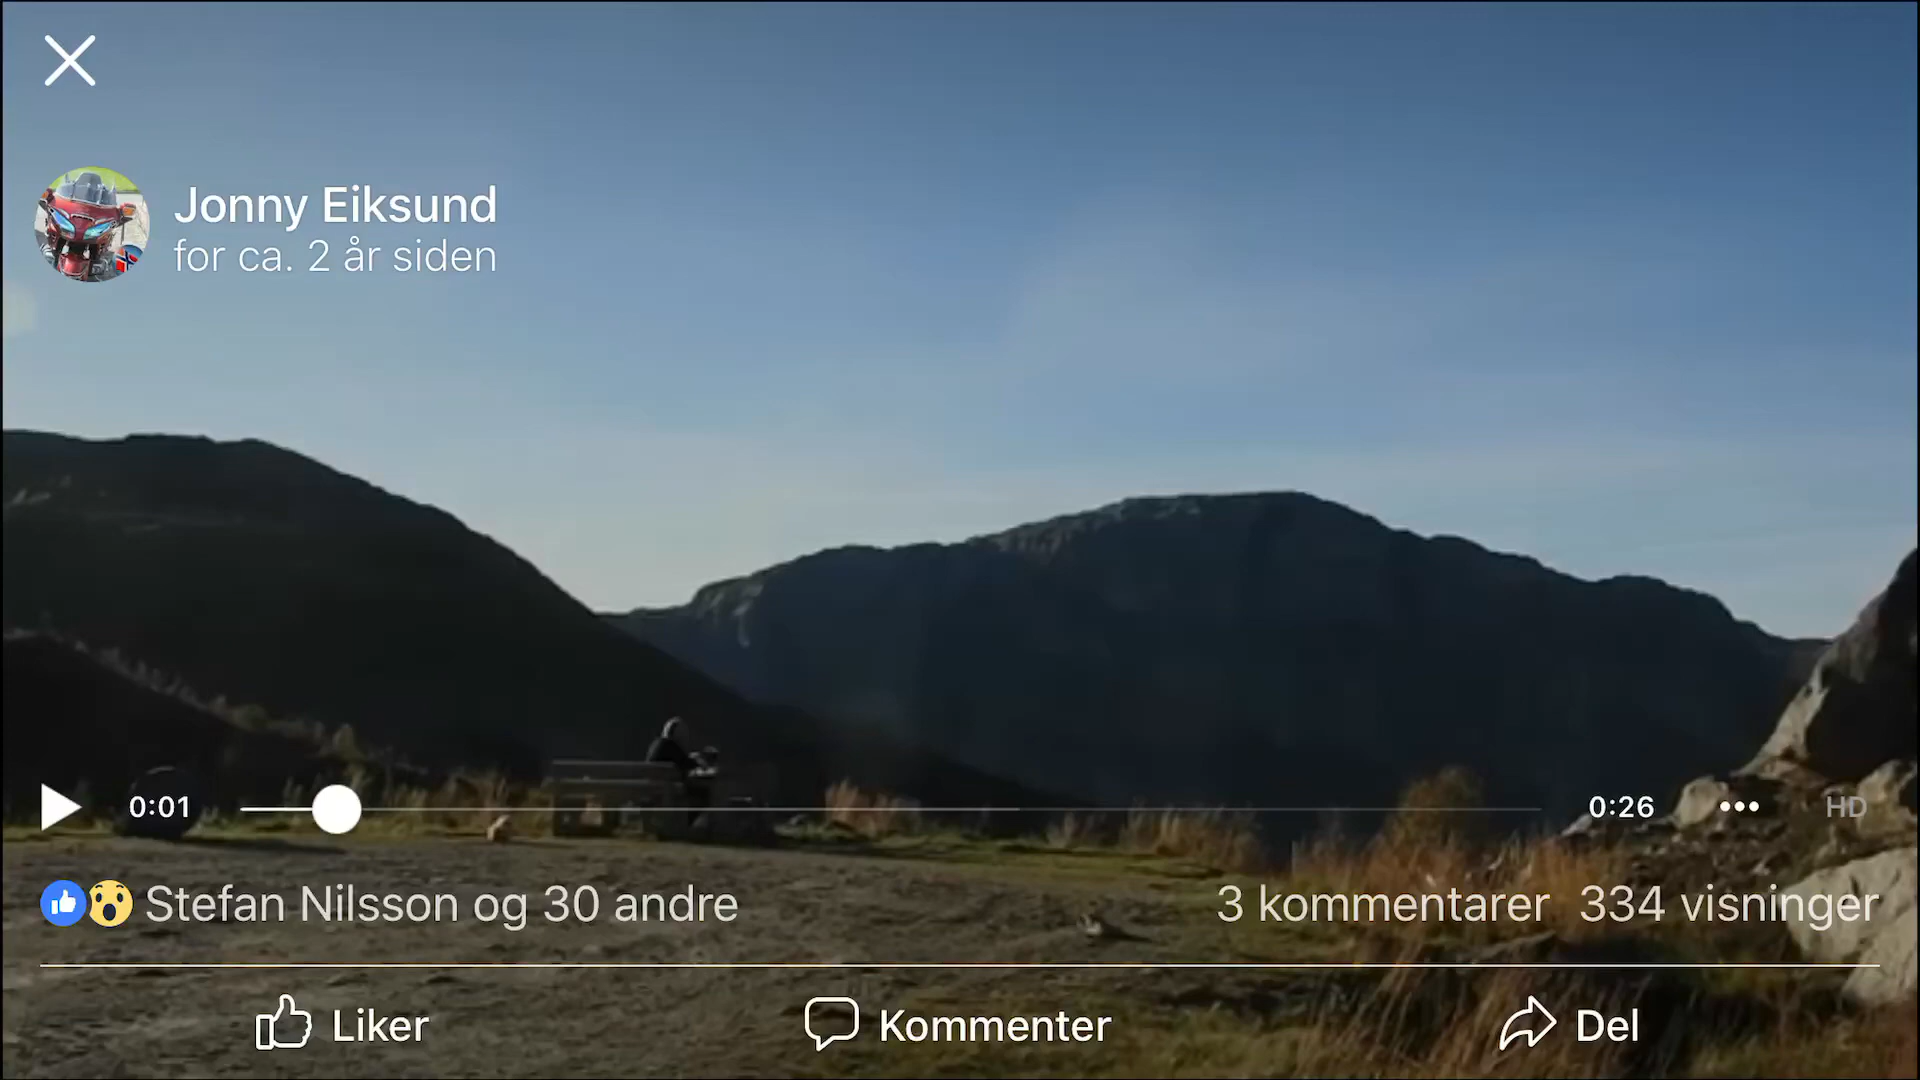 Jonny Eiksund
for ca. 2 år siden
0:01
0:26
HD
Stefan Nilsson og 30 andre
3 kommentarer 334 visninger
Liker
Kommenter
Del